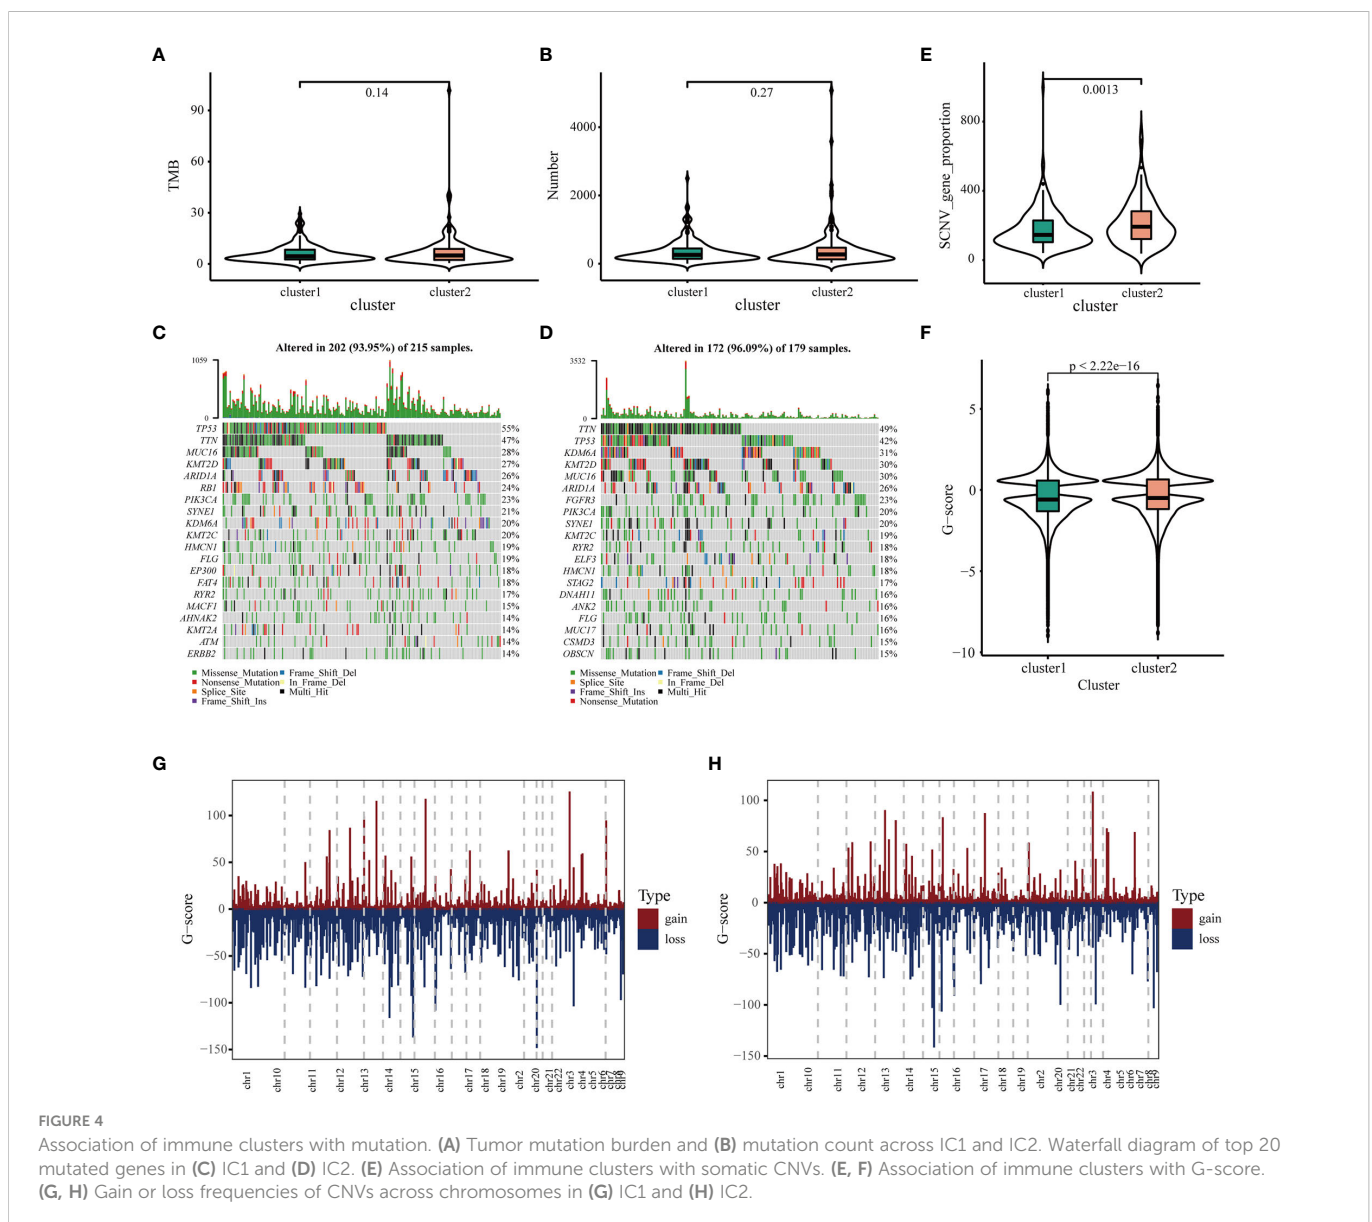 A
0.14
90
60
30
0
TMB
cluster1
cluster2
cluster
B
0.27
4000
2000
0
Number
cluster1
cluster2
cluster
E
0.0013
800
400
0
SCNV_gene_proportion
cluster1
cluster2
cluster
C
Altered in 202 (93.95%) of 215 samples.
1059
0
TP53 55%
TTN 47%
MUC16 28%
KMT2D 27%
ARID1A 26%
RB1 24%
PIK3CA 23%
SYNE1 21%
KDM6A 20%
KMT2C 20%
HMCN1 19%
FLG 19%
EP300 18%
FAT4 18%
RYR2 17%
MACF1 15%
AHNAK2 14%
KMT2A 14%
ATM 14%
ERBB2 14%
Missense_Mutation Frame_Shift_Del
Nonsense_Mutation In_Frame_Del
Splice_Site Multi_Hit
Frame_Shift_Ins
D
Altered in 172 (96.09%) of 179 samples.
3532
0
TTN 49%
TP53 42%
KDM6A 31%
KMT2D 30%
MUC16 30%
ARID1A 26%
FGFR3 23%
PIK3CA 20%
SYNE1 20%
KMT2C 19%
RYR2 18%
ELF3 18%
HMCN1 18%
STAG2 17%
DNAH11 16%
ANK2 16%
FLG 16%
MUC17 16%
CSMD3 15%
OBSCN 15%
Missense_Mutation Frame_Shift_Del
Splice_Site In_Frame_Del
Frame_Shift_Ins Multi_Hit
Nonsense_Mutation
F
p < 2.22e−16
5
0
−5
−10
G-score
cluster1
cluster2
Cluster
G
100
50
0
−50
−100
−150
G-score
chr1
chr10
chr11
chr12
chr13
chr14
chr15
chr16
chr17
chr18
chr19
chr2
chr20
chr21
chr22
chr3
chr4
chr5
chr6
chr9
Type
gain
loss
H
100
50
0
−50
−100
−150
G-score
chr1
chr10
chr11
chr12
chr13
chr14
chr15
chr16
chr17
chr18
chr19
chr2
chr20
chr21
chr22
chr3
chr4
chr5
chr6
chr7
chr8
chr9
Type
gain
loss
FIGURE 4
Association of immune clusters with mutation. (A) Tumor mutation burden and (B) mutation count across IC1 and IC2. Waterfall diagram of top 20
mutated genes in (C) IC1 and (D) IC2. (E) Association of immune clusters with somatic CNVs. (E, F) Association of immune clusters with G-score.
(G, H) Gain or loss frequencies of CNVs across chromosomes in (G) IC1 and (H) IC2.